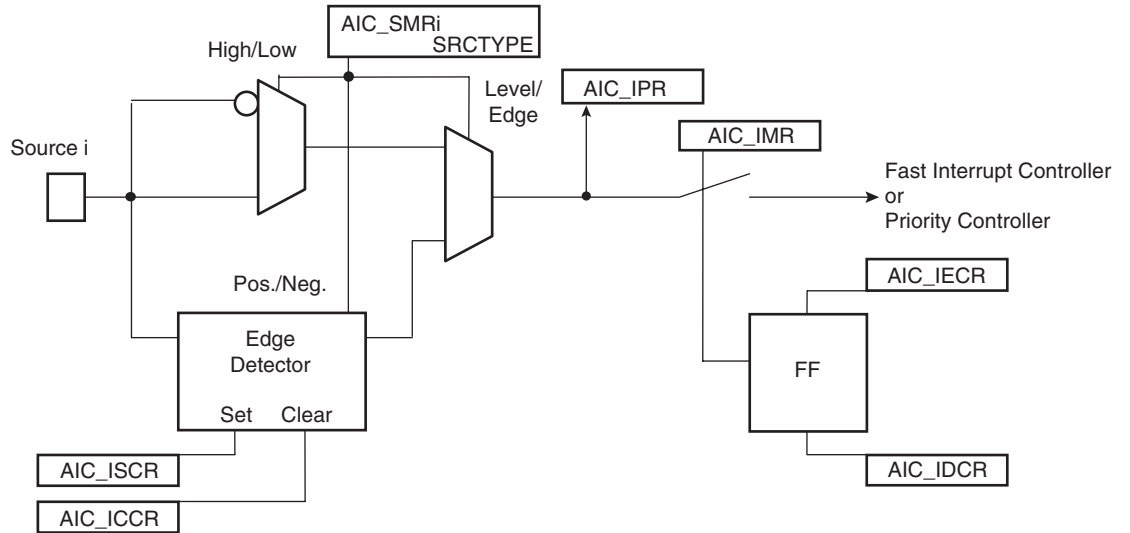 AIC_SMRi
SRCTYPE
High/Low
Level/
Edge
AIC_IPR
AIC_IMR
Source i
Fast Interrupt Controller
or
Priority Controller
Pos./Neg.
AIC_IECR
Edge
Detector
FF
Set Clear
AIC_ISCR
AIC_IDCR
AIC_ICCR